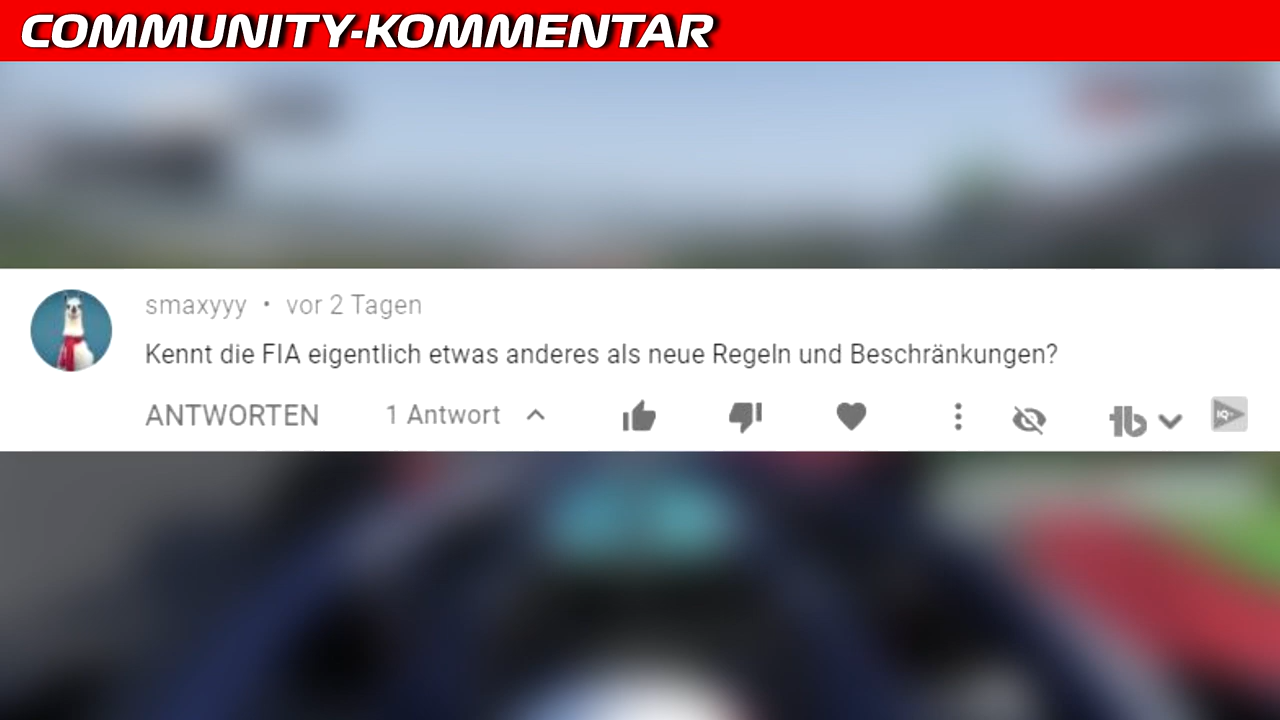 COMMUNITY-KOMMENTAR
smaxyyy • vor 2 Tagen
Kennt die FIA eigentlich etwas anderes als neue Regeln und Beschränkungen?
ANTWORTEN 1 Antwort
IQ